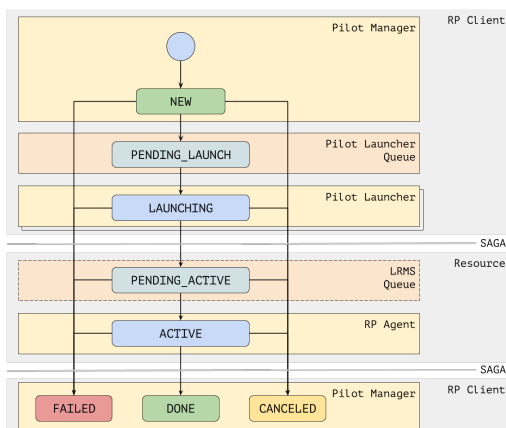 RP Client
Pilot Manager
NEW
Pilot Launcher
Queue
PENDING_LAUNCH
Pilot Launcher
LAUNCHING
SAGA
Resource
LRMS
Queue
PENDING_ACTIVE
RP Agent
ACTIVE
SAGA
RP Client
Pilot Manager
FAILED
DONE
CANCELED